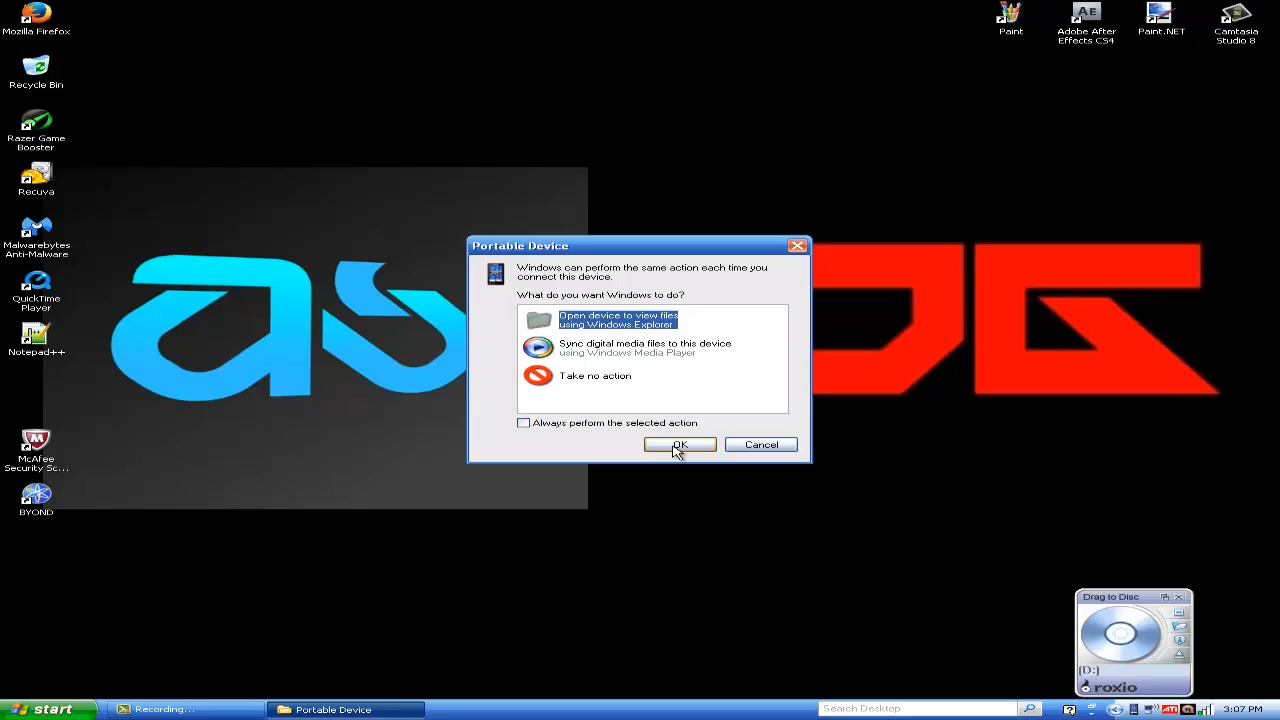 Mozilla Firefox
Recycle Bin
Razer Game
Booster
Recuva
Malwarebytes
Anti-Malware
QuickTime
Player
Notepad++
McAfee
Security Sc...
BYOND
Paint
Adobe After
Effects CS4
Paint.NET
Camtasia
Studio 8
Portable Device
Windows can perform the same action each time you
connect this device.
What do you want Windows to do?
Open device to view files
using Windows Explorer
Sync digital media files to this device
using Windows Media Player
Take no action
Always perform the selected action
OK
Cancel
Drag to Disc
(D:)
roxio
start
Recording...
Portable Device
Search Desktop
ATI
3:07 PM